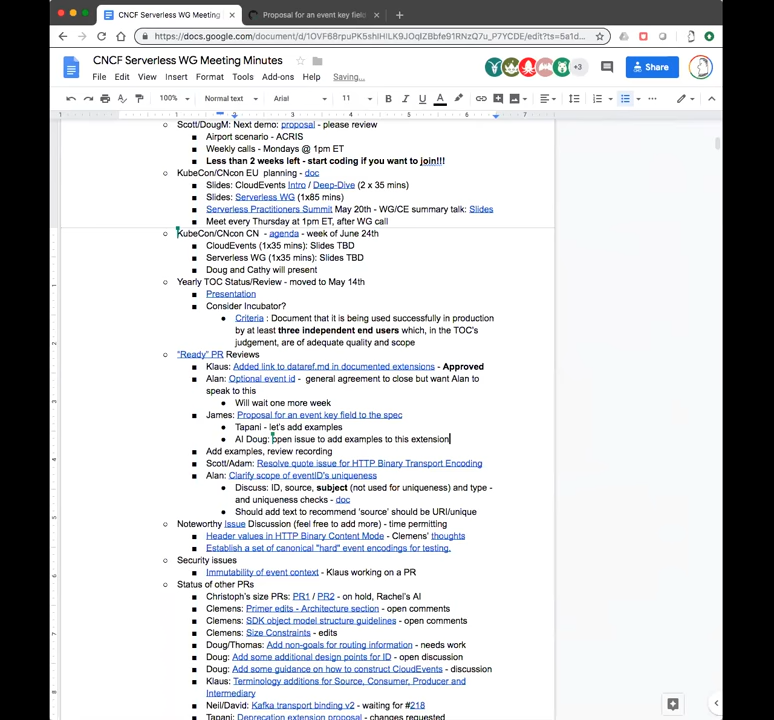 CNCF Serverless WG Meeting
Proposal for an event key field
https://docs.google.com/document/d/1OVF68rpuPK5shIHILK9JOqlZBbfe91RNzQ7u_P7YCDE/edit?ts=5a1d...
CNCF Serverless WG Meeting Minutes
File Edit View Insert Format Tools Add-ons Help Saving...
+3
Share
100% Normal text Arial 11
Scott/DougM: Next demo: proposal - please review
Airport scenario - ACRIS
Weekly calls - Mondays @ 1pm ET
Less than 2 weeks left - start coding if you want to join!!!
KubeCon/CNcon EU planning - doc
Slides: CloudEvents Intro / Deep-Dive (2 x 35 mins)
Slides: Serverless WG (1x85 mins)
Serverless Practitioners Summit May 20th - WG/CE summary talk: Slides
Meet every Thursday at 1pm ET, after WG call
KubeCon/CNcon CN - agenda - week of June 24th
CloudEvents (1x35 mins): Slides TBD
Serverless WG (1x35 mins): Slides TBD
Doug and Cathy will present
Yearly TOC Status/Review - moved to May 14th
Presentation
Consider Incubator?
Criteria : Document that it is being used successfully in production
by at least three independent end users which, in the TOC's
judgement, are of adequate quality and scope
"Ready" PR Reviews
Klaus: Added link to dataref.md in documented extensions - Approved
Alan: Optional event id - general agreement to close but want Alan to
speak to this
Will wait one more week
James: Proposal for an event key field to the spec
Tapani - let's add examples
AI Doug: open issue to add examples to this extension
Add examples, review recording
Scott/Adam: Resolve quote issue for HTTP Binary Transport Encoding
Alan: Clarify scope of eventID's uniqueness
Discuss: ID, source, subject (not used for uniqueness) and type -
and uniqueness checks - doc
Should add text to recommend 'source' should be URI/unique
Noteworthy Issue Discussion (feel free to add more) - time permitting
Header values in HTTP Binary Content Mode - Clemens' thoughts
Establish a set of canonical "hard" event encodings for testing.
Security issues
Immutability of event context - Klaus working on a PR
Status of other PRs
Christoph's size PRs: PR1 / PR2 - on hold, Rachel's AI
Clemens: Primer edits - Architecture section - open comments
Clemens: SDK object model structure guidelines - open comments
Clemens: Size Constraints - edits
Doug/Thomas: Add non-goals for routing information - needs work
Doug: Add some additional design points for ID - open discussion
Doug: Add some guidance on how to construct CloudEvents - discussion
Klaus: Terminology additions for Source, Consumer, Producer and
Intermediary
Neil/David: Kafka transport binding v2 - waiting for #218
Tapani: Deprecation extension proposal - changes requested